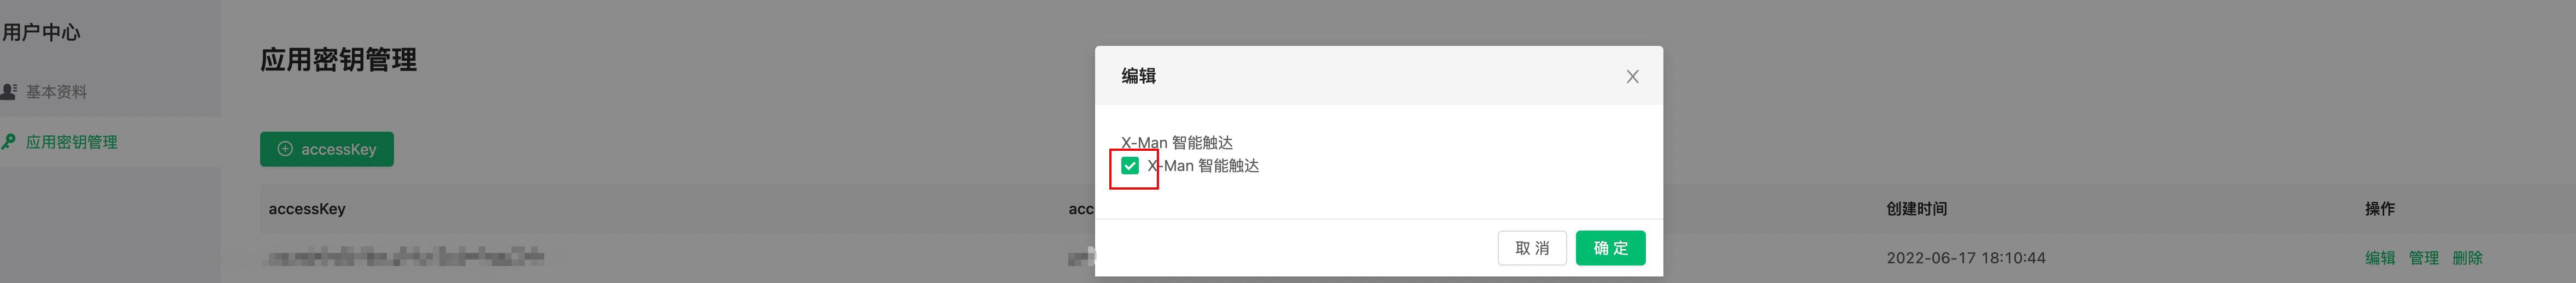 用户中心
基本资料
应用密钥管理
应用密钥管理
accessKey
accessKey
acc
创建时间
操作
2022-06-17 18:10:44
编辑 管理 删除
编辑
X-Man 智能触达
X-Man 智能触达
取 消
确 定